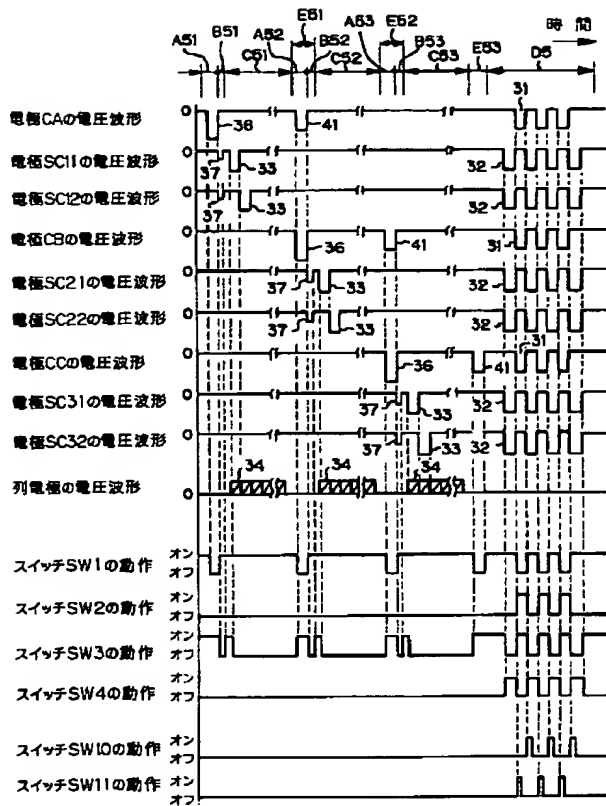 E51 E52
A51 B51 A52 B52 A53 B53 E53 時間
C51 C52 C53 D5
電極CAの電圧波形 0 36 41 31
電極SC11の電圧波形 0 37 33 32
電極SC12の電圧波形 0 37 33 32
電極CBの電圧波形 0 36 41 31
電極SC21の電圧波形 0 37 33 32
電極SC22の電圧波形 0 37 33 32
電極CCの電圧波形 0 36 41 31
電極SC31の電圧波形 0 37 33 32
電極SC32の電圧波形 0 37 33 32
列電極の電圧波形 0 34 34 34
スイッチSW1の動作 オン オフ
スイッチSW2の動作 オン オフ
スイッチSW3の動作 オン オフ
スイッチSW4の動作 オン オフ
スイッチSW10の動作 オン オフ
スイッチSW11の動作 オン オフ